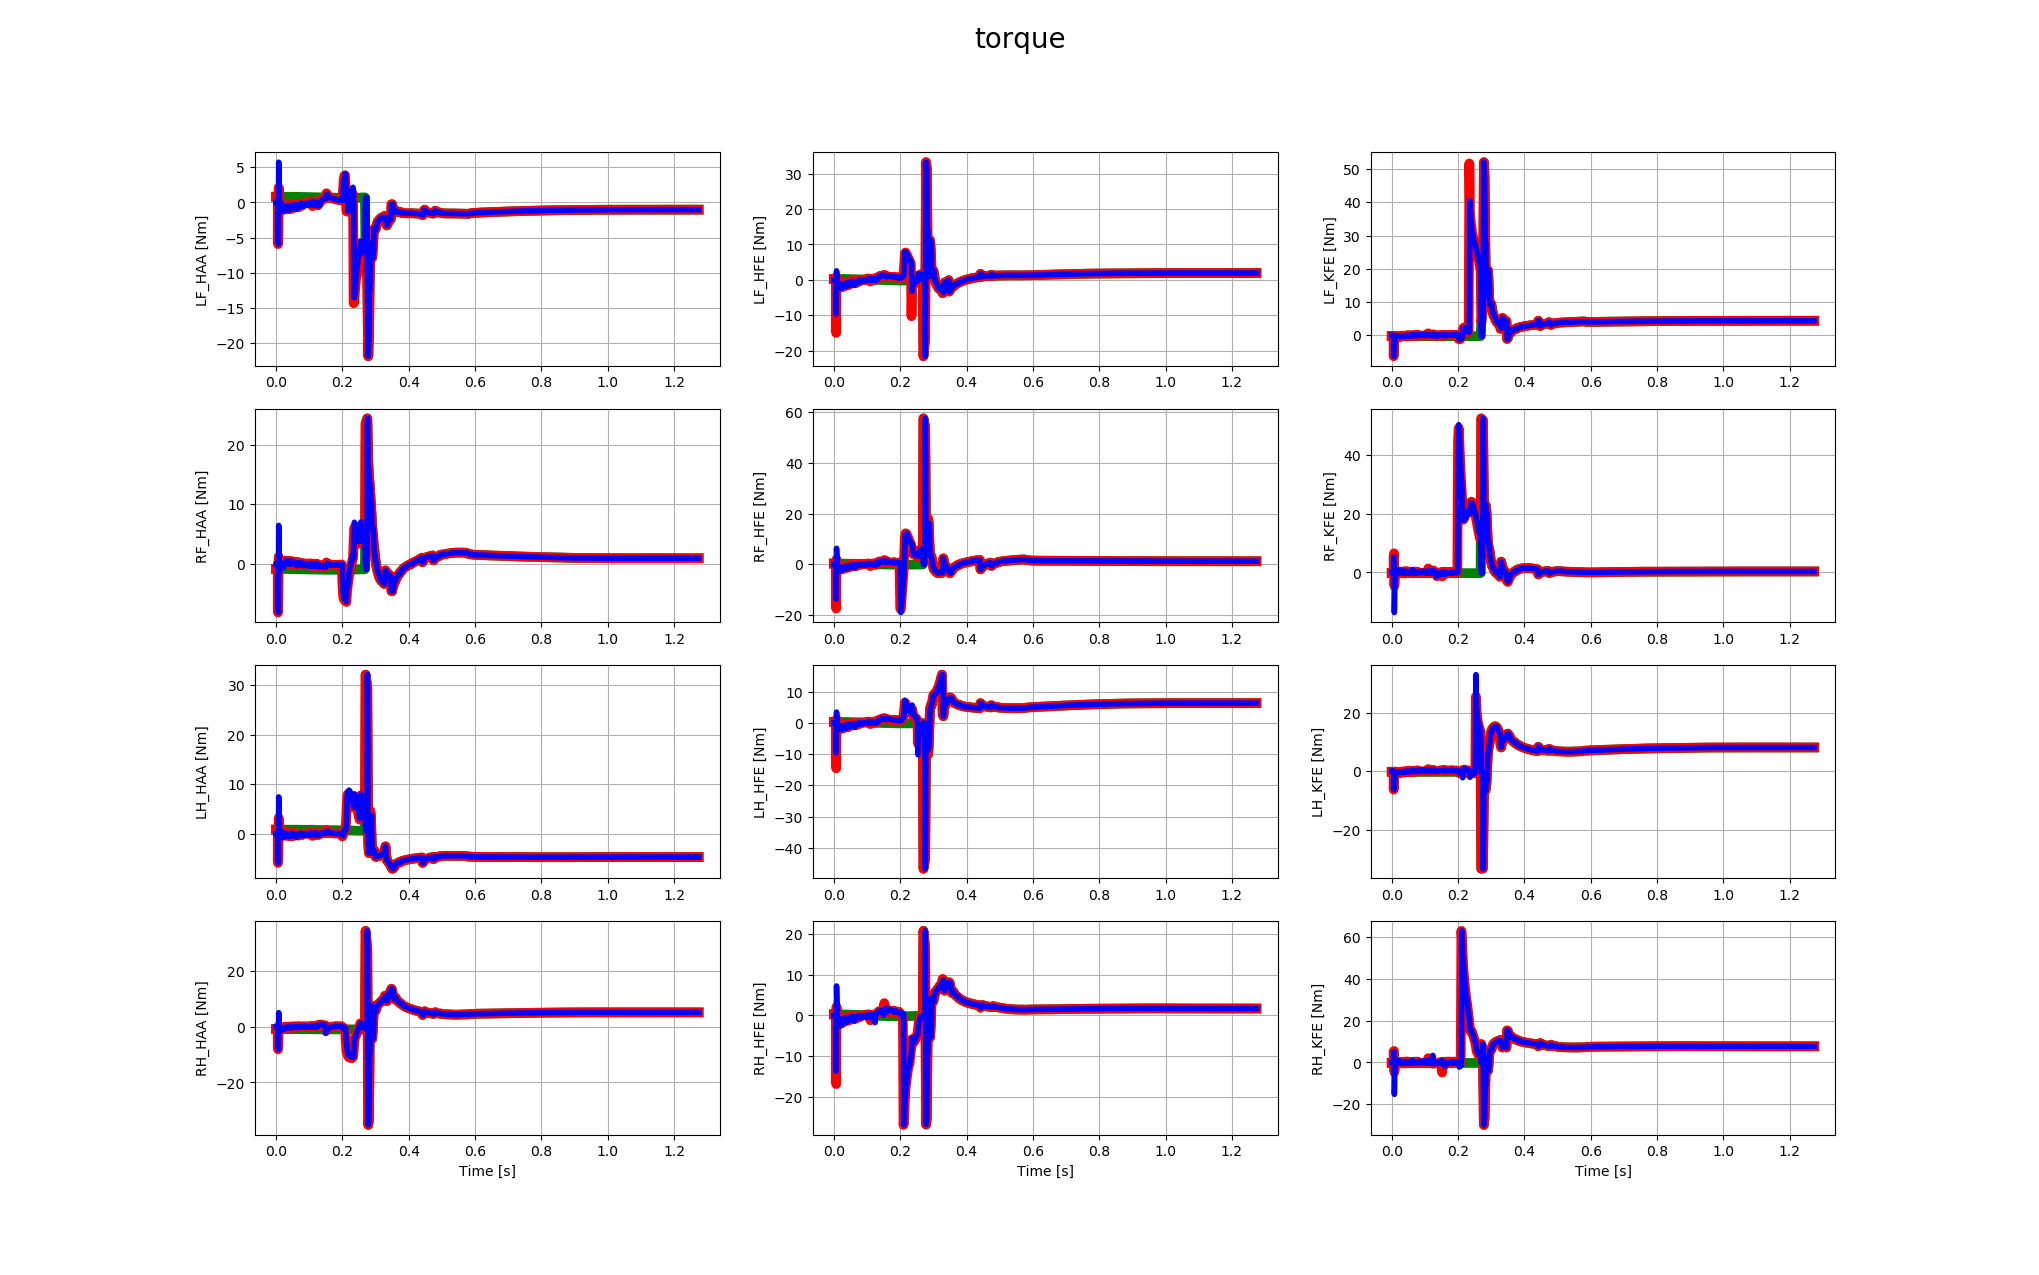 torque
LF_HAA [Nm]
5
0
−5
−10
−15
−20
0.0 0.2 0.4 0.6 0.8 1.0 1.2
LF_HFE [Nm]
30
20
10
0
−10
−20
0.0 0.2 0.4 0.6 0.8 1.0 1.2
LF_KFE [Nm]
50
40
30
20
10
0
0.0 0.2 0.4 0.6 0.8 1.0 1.2
RF_HAA [Nm]
20
10
0
0.0 0.2 0.4 0.6 0.8 1.0 1.2
RF_HFE [Nm]
60
40
20
0
−20
0.0 0.2 0.4 0.6 0.8 1.0 1.2
RF_KFE [Nm]
40
20
0
0.0 0.2 0.4 0.6 0.8 1.0 1.2
LH_HAA [Nm]
30
20
10
0
0.0 0.2 0.4 0.6 0.8 1.0 1.2
LH_HFE [Nm]
10
0
−10
−20
−30
−40
0.0 0.2 0.4 0.6 0.8 1.0 1.2
LH_KFE [Nm]
20
0
−20
0.0 0.2 0.4 0.6 0.8 1.0 1.2
RH_HAA [Nm]
20
0
−20
0.0 0.2 0.4 0.6 0.8 1.0 1.2
Time [s]
RH_HFE [Nm]
20
10
0
−10
−20
0.0 0.2 0.4 0.6 0.8 1.0 1.2
Time [s]
RH_KFE [Nm]
60
40
20
0
−20
0.0 0.2 0.4 0.6 0.8 1.0 1.2
Time [s]